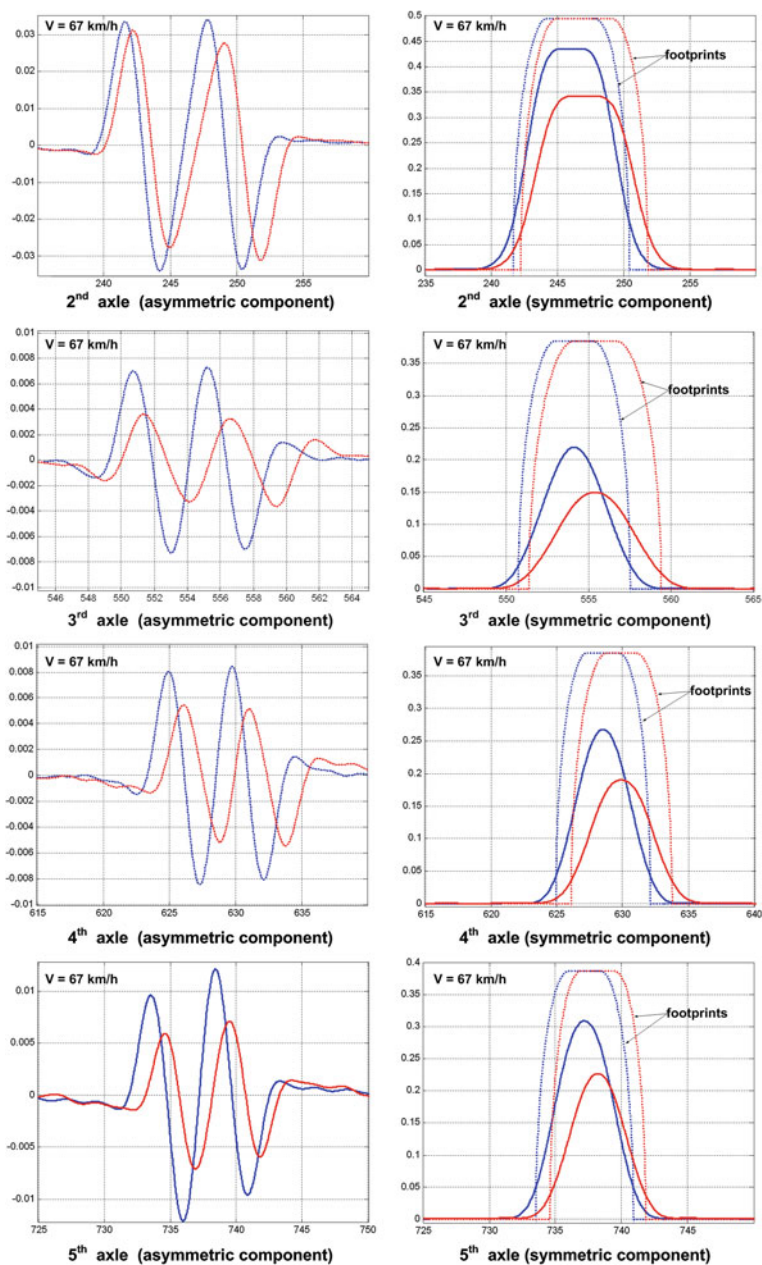 V = 67 km/h
0.03
0.02
0.01
0
-0.01
-0.02
-0.03
240 245 250 255
2nd axle (asymmetric component)
V = 67 km/h
footprints
0.5
0.45
0.4
0.35
0.3
0.25
0.2
0.15
0.1
0.05
0
235 240 245 250 255
2nd axle (symmetric component)
V = 67 km/h
0.01
0.008
0.006
0.004
0.002
0
-0.002
-0.004
-0.006
-0.008
-0.01
546 548 550 552 554 556 558 560 562 564
3rd axle (asymmetric component)
V = 67 km/h
footprints
0.35
0.3
0.25
0.2
0.15
0.1
0.05
0
545 550 555 560 565
3rd axle (symmetric component)
V = 67 km/h
0.01
0.008
0.006
0.004
0.002
0
-0.002
-0.004
-0.006
-0.008
-0.01
615 620 625 630 635
4th axle (asymmetric component)
V = 67 km/h
footprints
0.35
0.3
0.25
0.2
0.15
0.1
0.05
0
615 620 625 630 635 640
4th axle (symmetric component)
V = 67 km/h
0.01
0.005
0
-0.005
-0.01
725 730 735 740 745 750
5th axle (asymmetric component)
V = 67 km/h
footprints
0.4
0.35
0.3
0.25
0.2
0.15
0.1
0.05
0
725 730 735 740 745
5th axle (symmetric component)